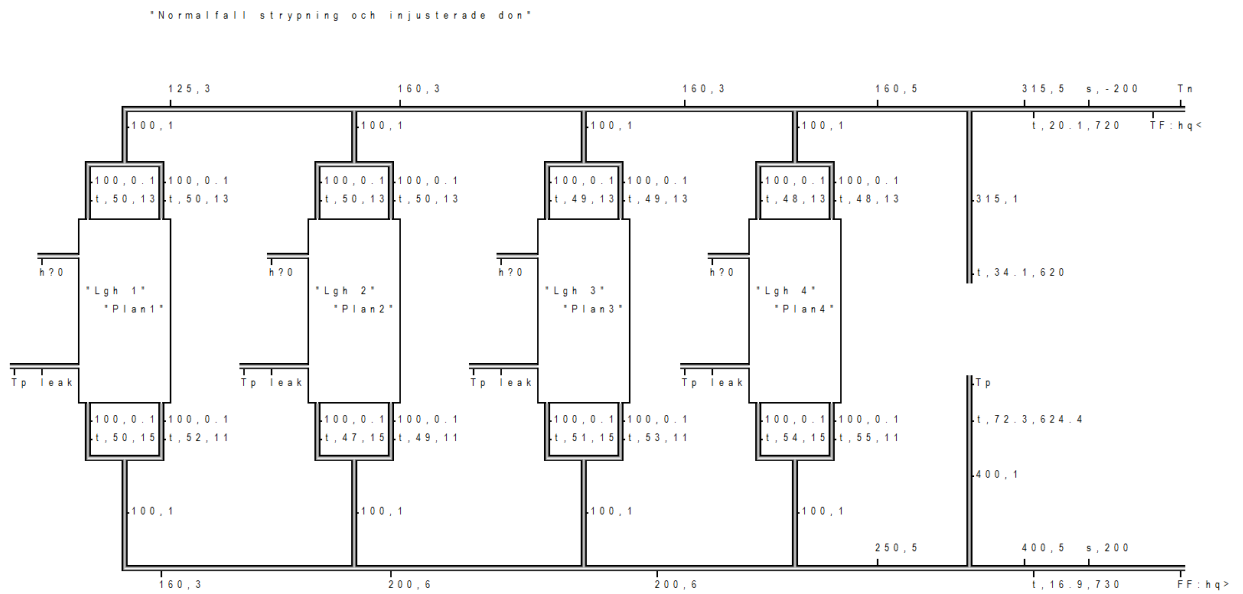 "Normalfall strypning och injusterade don"
125,3 160,3 160,3 160,5 315,5 s,-200 Tn
100,1 100,1 100,1 100,1 t,20.1,720 TF:hq<
100,0.1 100,0.1 100,0.1 100,0.1 100,0.1 100,0.1 100,0.1 100,0.1
t,50,13 t,50,13 t,50,13 t,50,13 t,49,13 t,49,13 t,48,13 t,48,13 315,1
h?0 h?0 h?0 h?0 t,34.1,620
"Lgh 1" "Lgh 2" "Lgh 3" "Lgh 4"
"Plan1" "Plan2" "Plan3" "Plan4"
Tp leak Tp leak Tp leak Tp leak Tp
100,0.1 100,0.1 100,0.1 100,0.1 100,0.1 100,0.1 100,0.1 100,0.1 t,72.3,624.4
t,50,15 t,52,11 t,47,15 t,49,11 t,51,15 t,53,11 t,54,15 t,55,11
400,1
100,1 100,1 100,1 100,1
250,5 400,5 s,200
160,3 200,6 200,6 t,16.9,730 FF:hq>